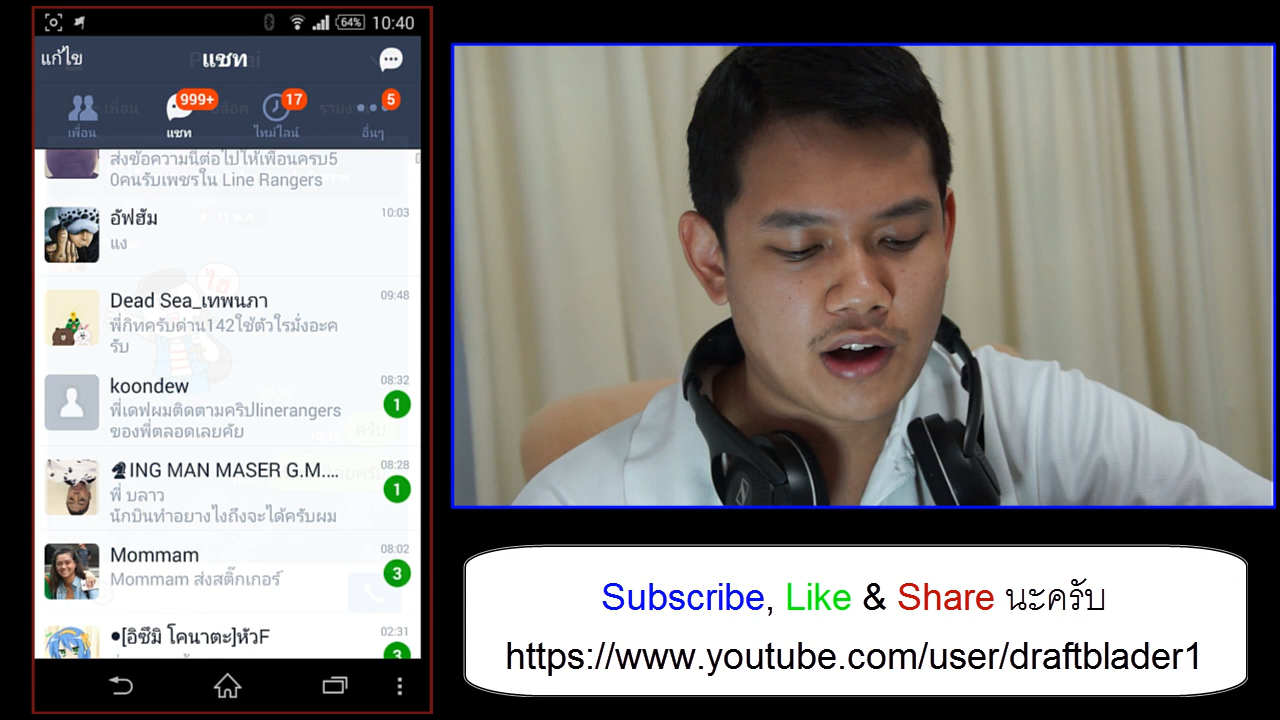 64% 10:40
แก้ไข แชท
999+ 17 5
เพื่อน แชท ไทม์ไลน์ อื่นๆ
ส่งข้อความนี้ต่อไปให้เพื่อนครบ5
0คนรับเพชรใน Line Rangers
อัฟฮัม 10:03
แง
Dead Sea_เทพนภา 09:48
พี่กิทครับด่าน142ใช้ตัวใรมั่งอะค
รับ
koondew 08:32
พี่เดฟผมติดตามคริปlinerangers 1
ของพี่ตลอดเลยคัย
ING MAN MASER G.M.... 08:28
พี่ บลาว 1
นักบินทำอย่างไงถึงจะได้ครับผม
Mommam 08:02
Mommam ส่งสติ๊กเกอร์ 3
●[อิซึมิ โคนาตะ]หัวF 02:31
3
Subscribe, Like & Share นะครับ
https://www.youtube.com/user/draftblader1